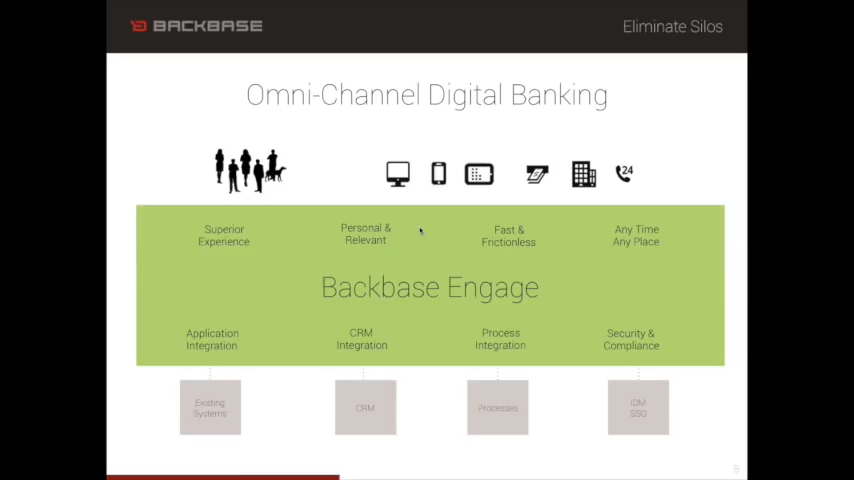 BACKBASE
Eliminate Silos
Omni-Channel Digital Banking
24
Superior
Experience
Personal &
Relevant
Fast &
Frictionless
Any Time
Any Place
Backbase Engage
Application
Integration
CRM
Integration
Process
Integration
Security &
Compliance
Existing
Systems
CRM
Processes
IDM
SSO